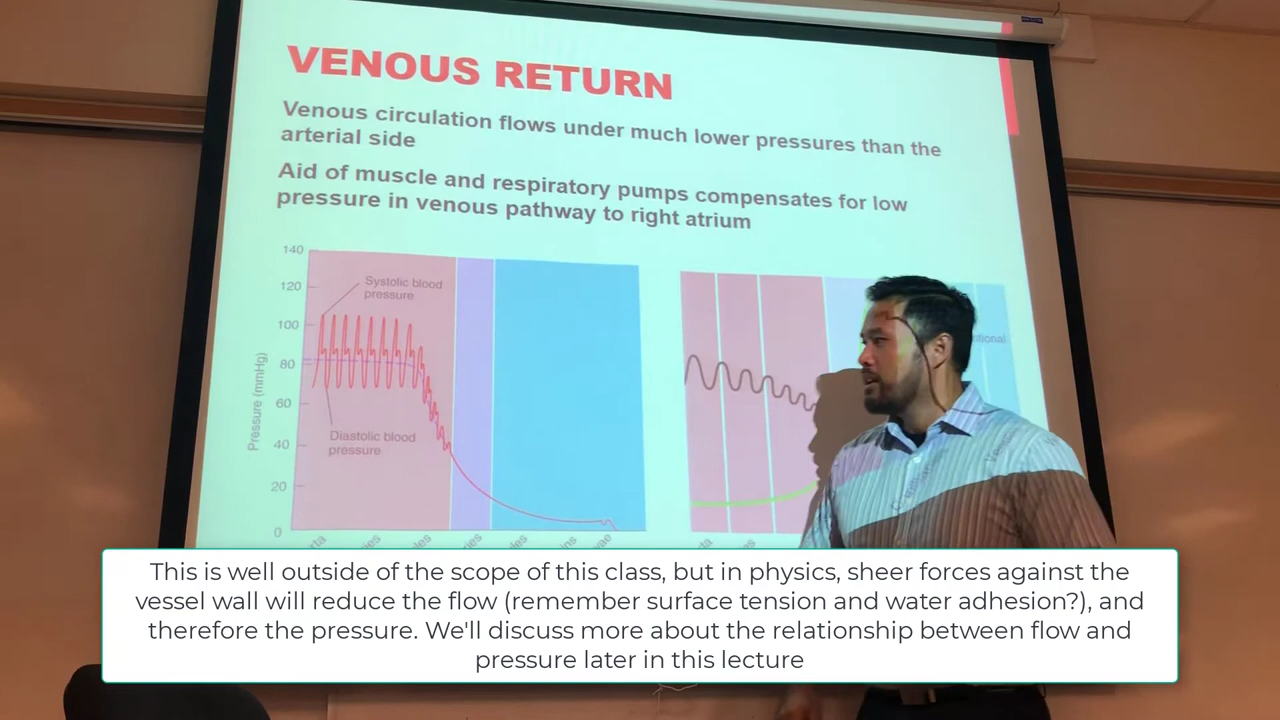 VENOUS RETURN
Venous circulation flows under much lower pressures than the
arterial side
Aid of muscle and respiratory pumps compensates for low
pressure in venous pathway to right atrium
140
120
100
80
60
40
20
0
Pressure (mmHg)
Systolic blood
pressure
Diastolic blood
pressure
This is well outside of the scope of this class, but in physics, sheer forces against the
vessel wall will reduce the flow (remember surface tension and water adhesion?), and
therefore the pressure. We'll discuss more about the relationship between flow and
pressure later in this lecture